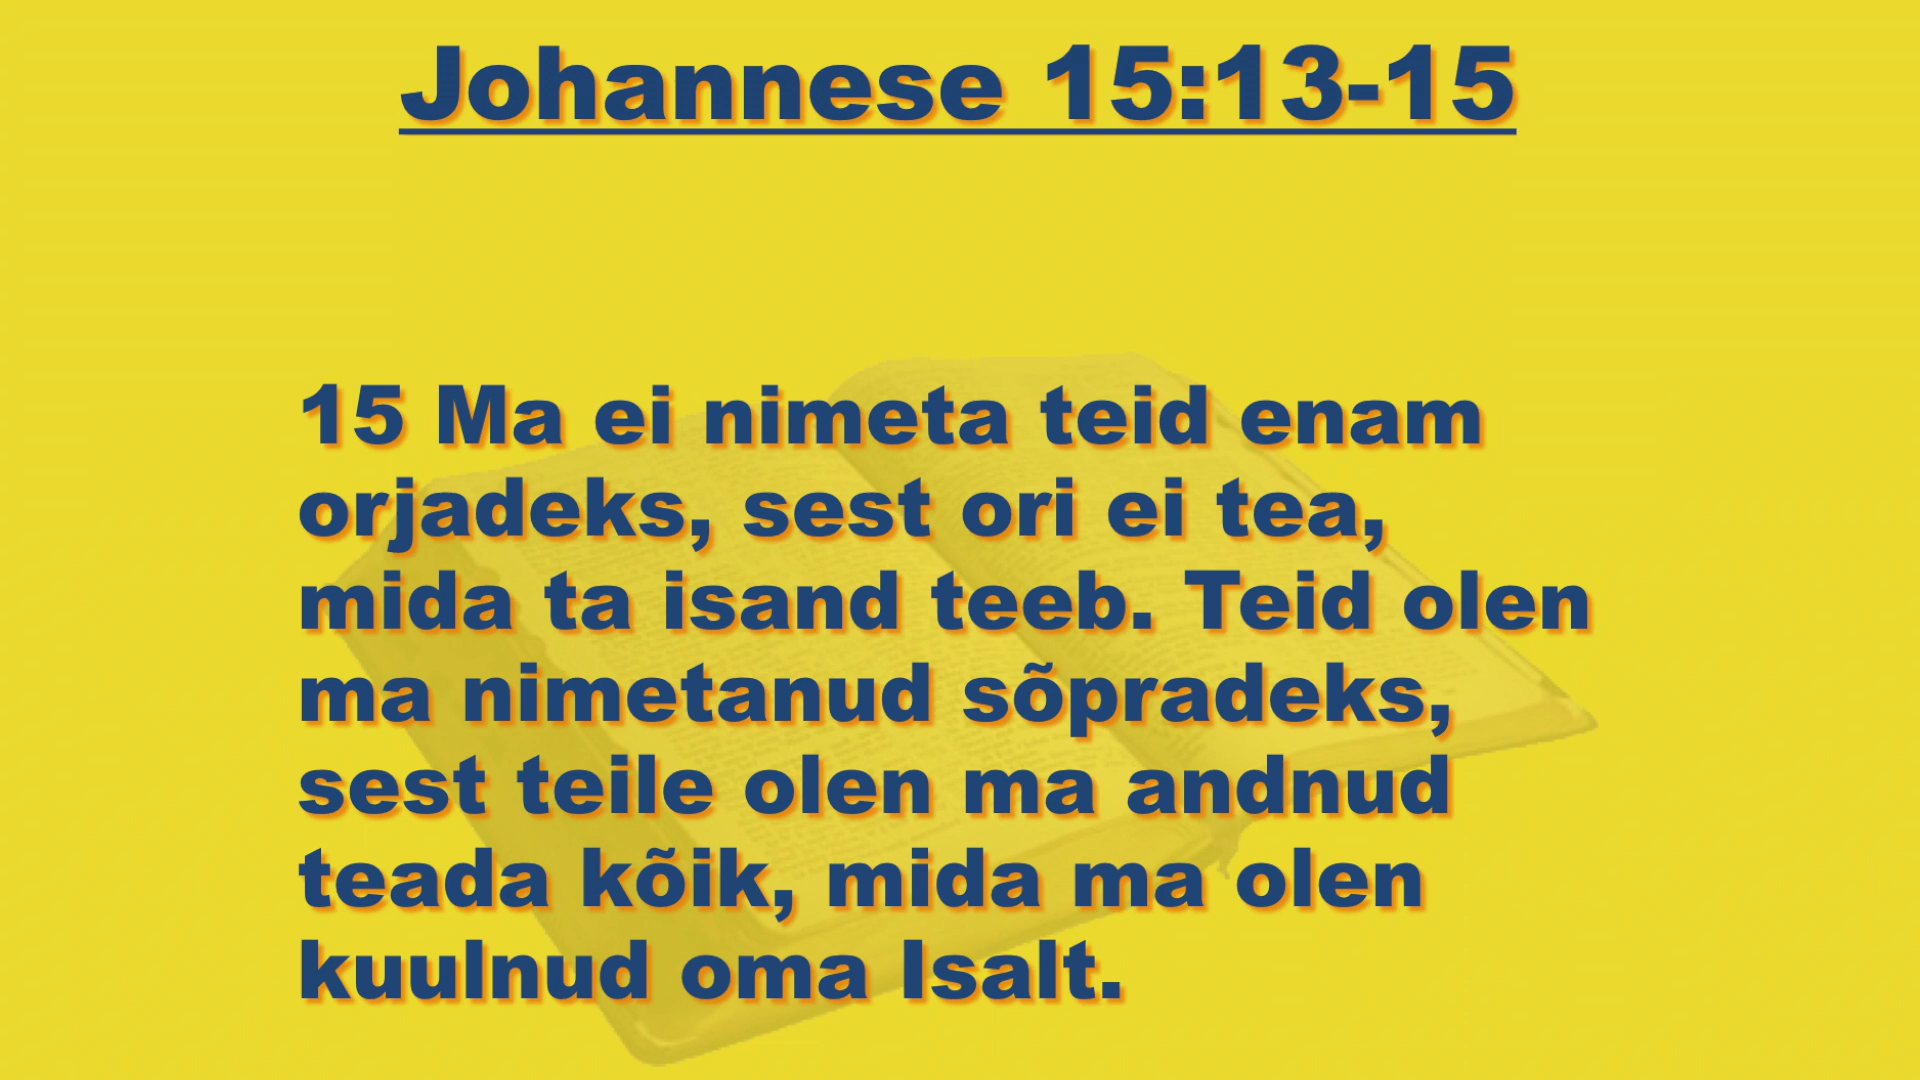 Johannese 15:13-15
15 Ma ei nimeta teid enam
orjadeks, sest ori ei tea,
mida ta isand teeb. Teid olen
ma nimetanud sõpradeks,
sest teile olen ma andnud
teada kõik, mida ma olen
kuulnud oma Isalt.